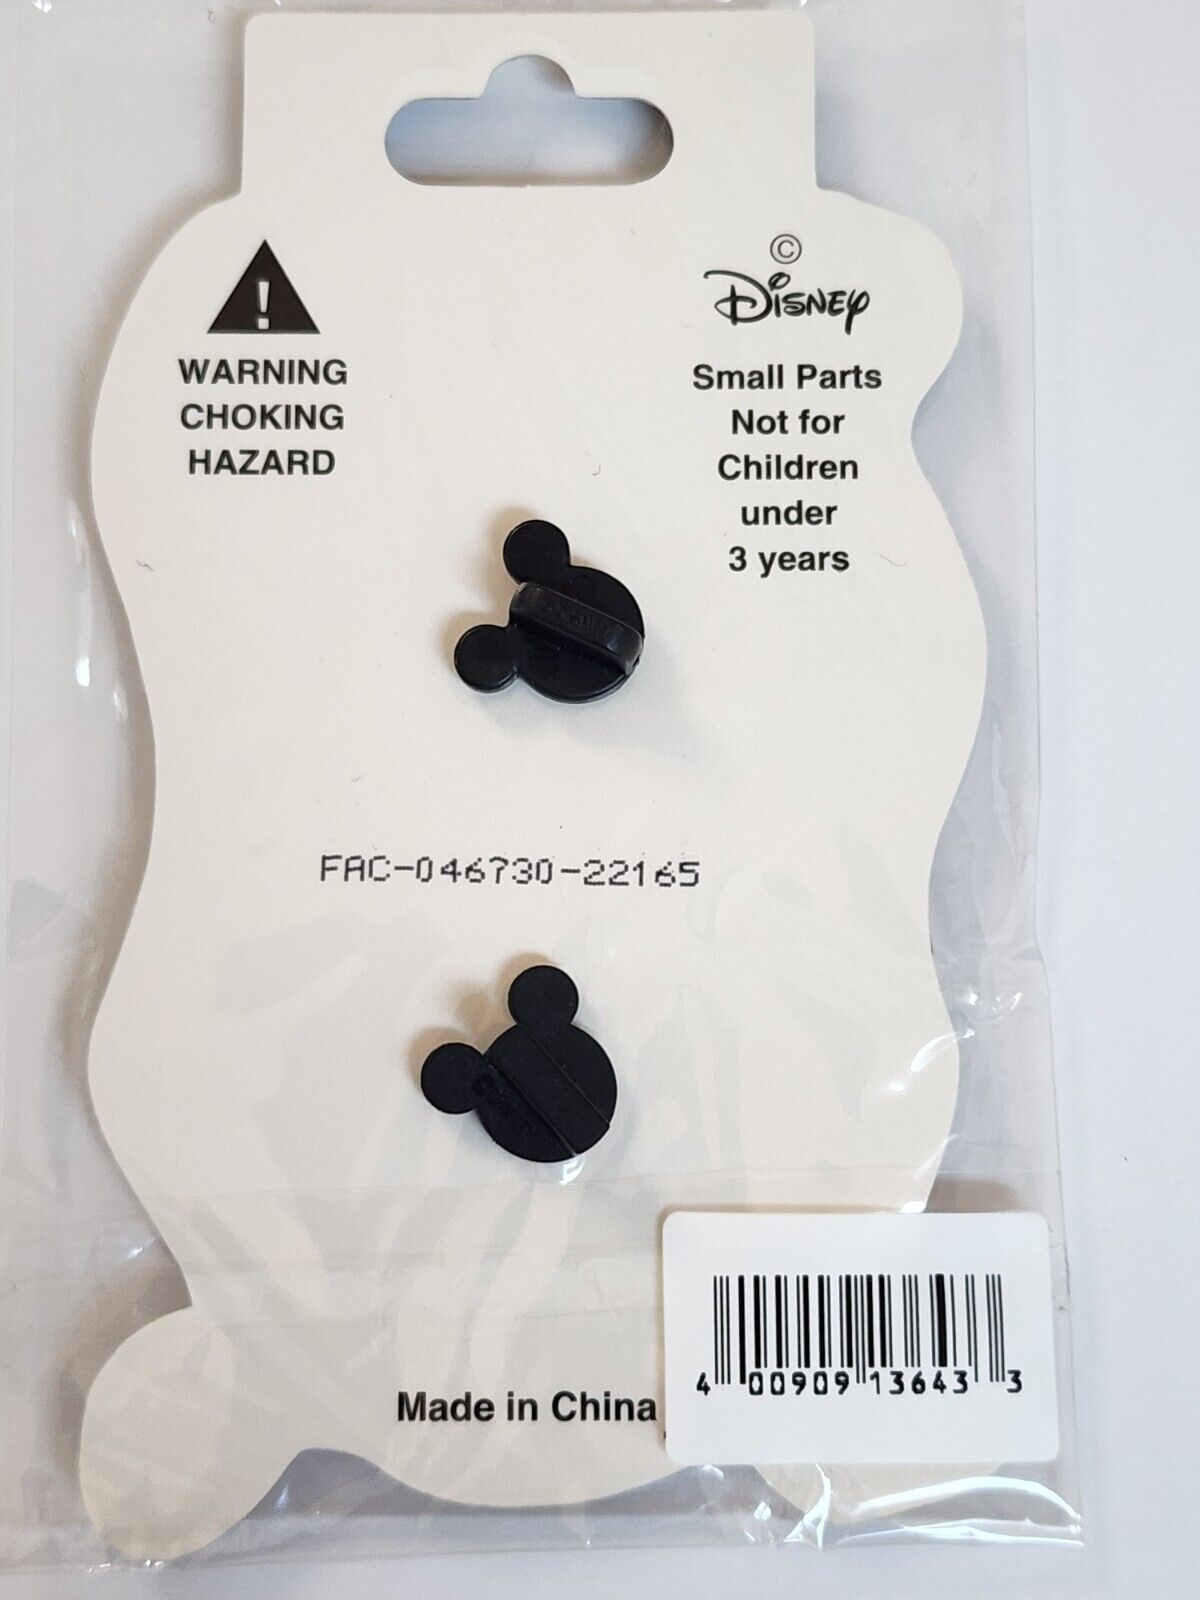 WARNING
CHOKING
HAZARD
©
Disney
Small Parts
Not for
Children
under
3 years
FAC-046730-22165
Made in China
4 00909 13643 3